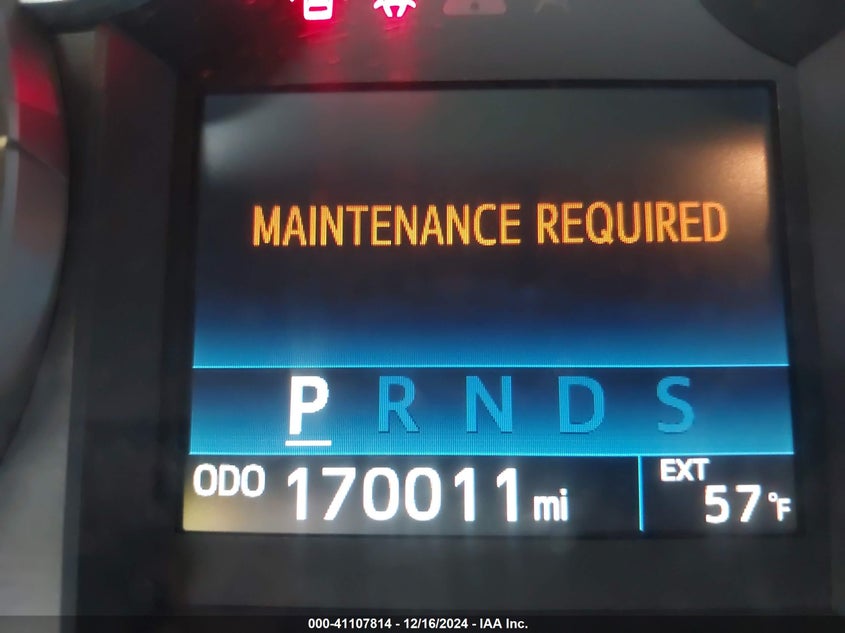 MAINTENANCE REQUIRED
P R N D S
ODO 170011 mi EXT 57°F
000-41107814 - 12/16/2024 - IAA Inc.